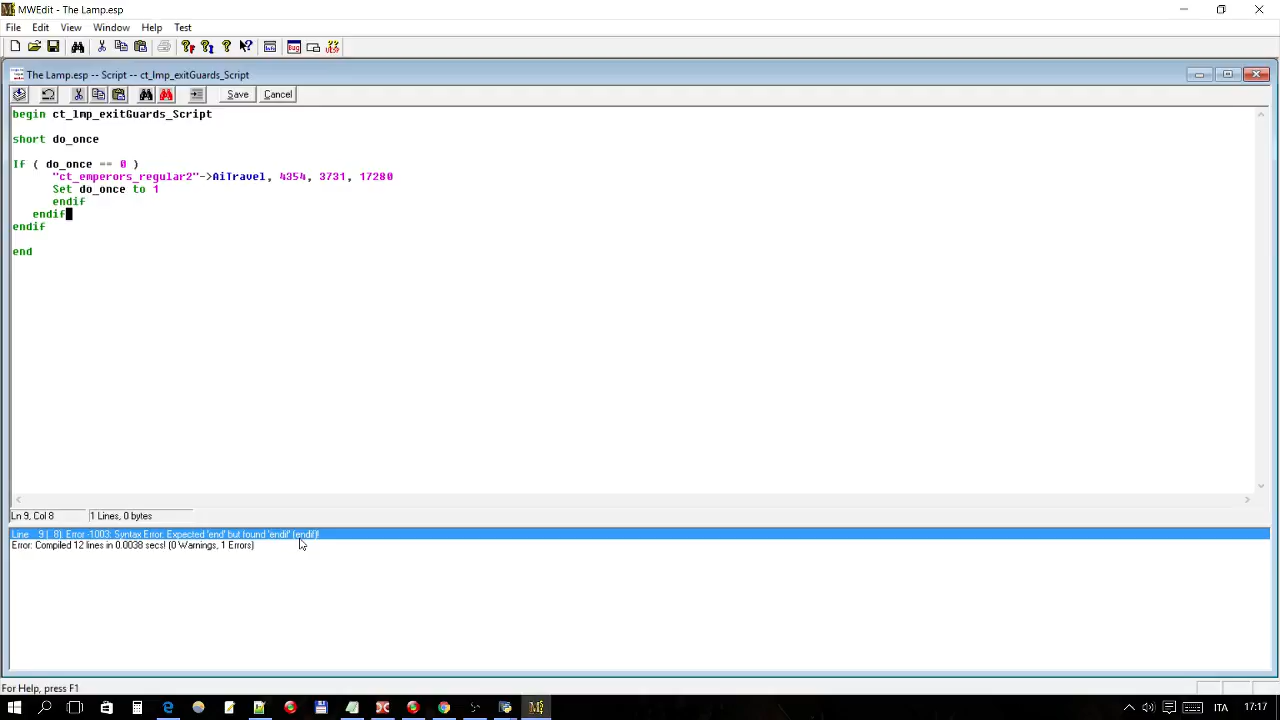 MWEdit - The Lamp.esp
File Edit View Window Help Test
The Lamp.esp -- Script -- ct_lmp_exitGuards_Script
Save Cancel
begin ct_lmp_exitGuards_Script
short do_once
If ( do_once == 0 )
"ct_emperors_regular2"->AiTravel, 4354, 3731, 17280
Set do_once to 1
endif
endif
endif
end
Ln 9, Col 8 1 Lines, 0 bytes
Line 9 ( 8): Error -1003: Syntax Error. Expected 'end' but found 'endif' (endif)!
Error: Compiled 12 lines in 0.0038 secs! (0 Warnings, 1 Errors)
For Help, press F1
ITA 17:17